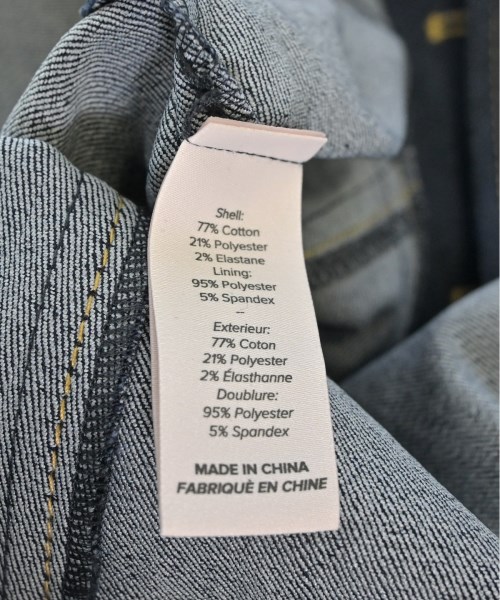 Shell:
77% Cotton
21% Polyester
2% Elastane
Lining:
95% Polyester
5% Spandex
--
Exterieur:
77% Coton
21% Polyester
2% Élasthanne
Doublure:
95% Polyester
5% Spandex
MADE IN CHINA
FABRIQUÈ EN CHINE